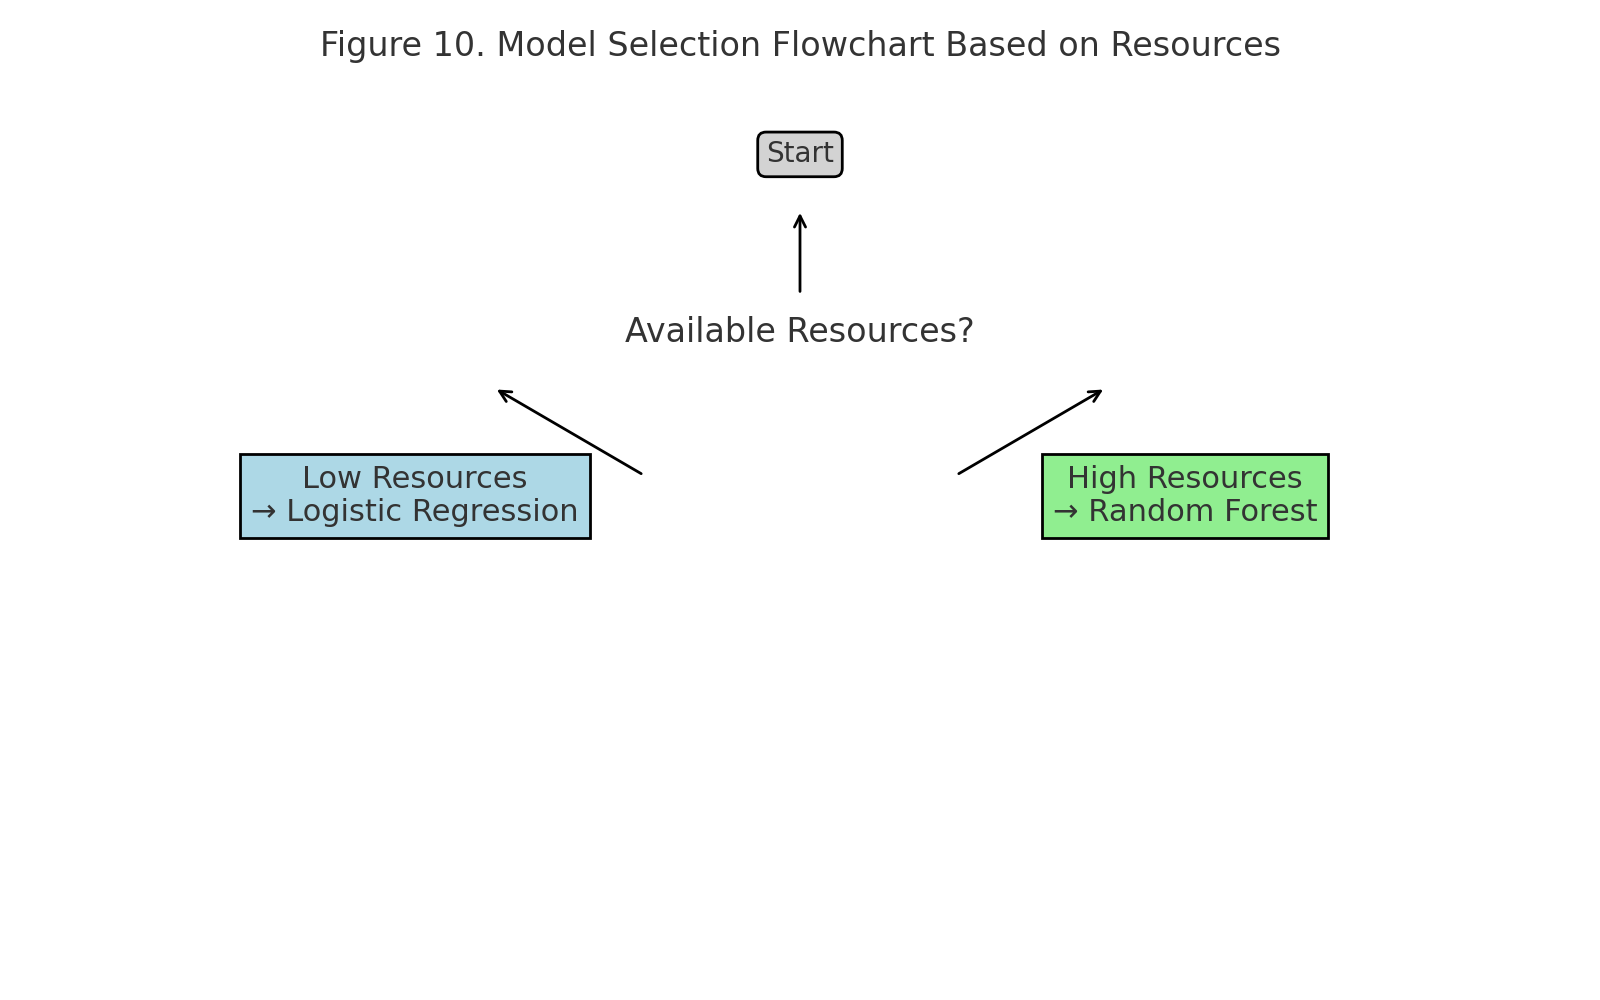 Figure 10. Model Selection Flowchart Based on Resources
Start
Available Resources?
Low Resources
→ Logistic Regression
High Resources
→ Random Forest